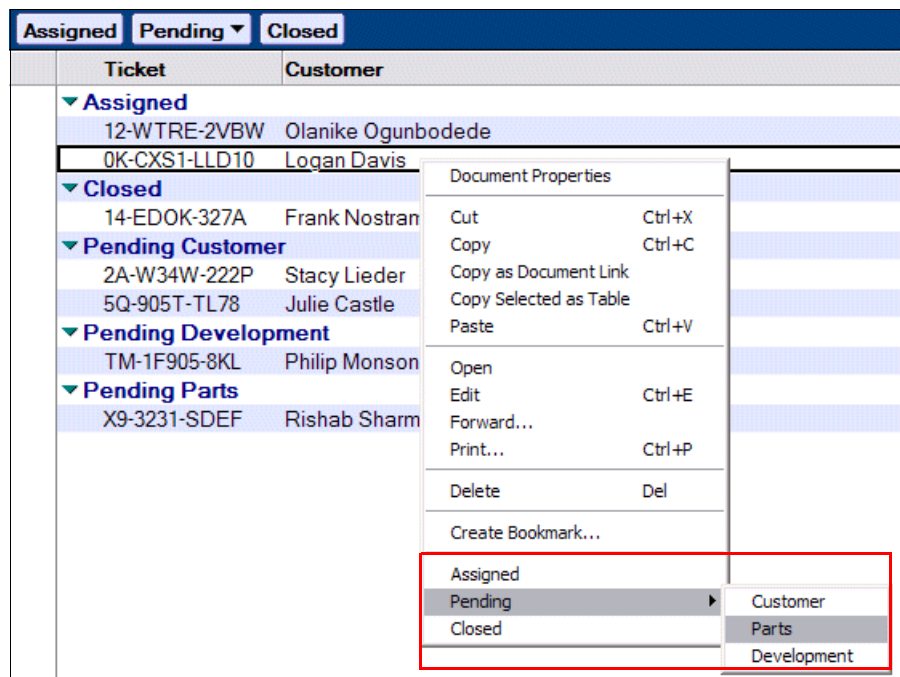 Assigned Pending Closed
Ticket Customer
Assigned
12-WTRE-2VBW Olanike Ogunbodede
0K-CXS1-LLD10 Logan Davis
Closed
14-EDOK-327A Frank Nostram
Pending Customer
2A-W34W-222P Stacy Lieder
5Q-905T-TL78 Julie Castle
Pending Development
TM-1F905-8KL Philip Monson
Pending Parts
X9-3231-SDEF Rishab Sharm
Document Properties
Cut Ctrl+X
Copy Ctrl+C
Copy as Document Link
Copy Selected as Table
Paste Ctrl+V
Open
Edit Ctrl+E
Forward...
Print... Ctrl+P
Delete Del
Create Bookmark...
Assigned
Pending
Closed
Customer
Parts
Development